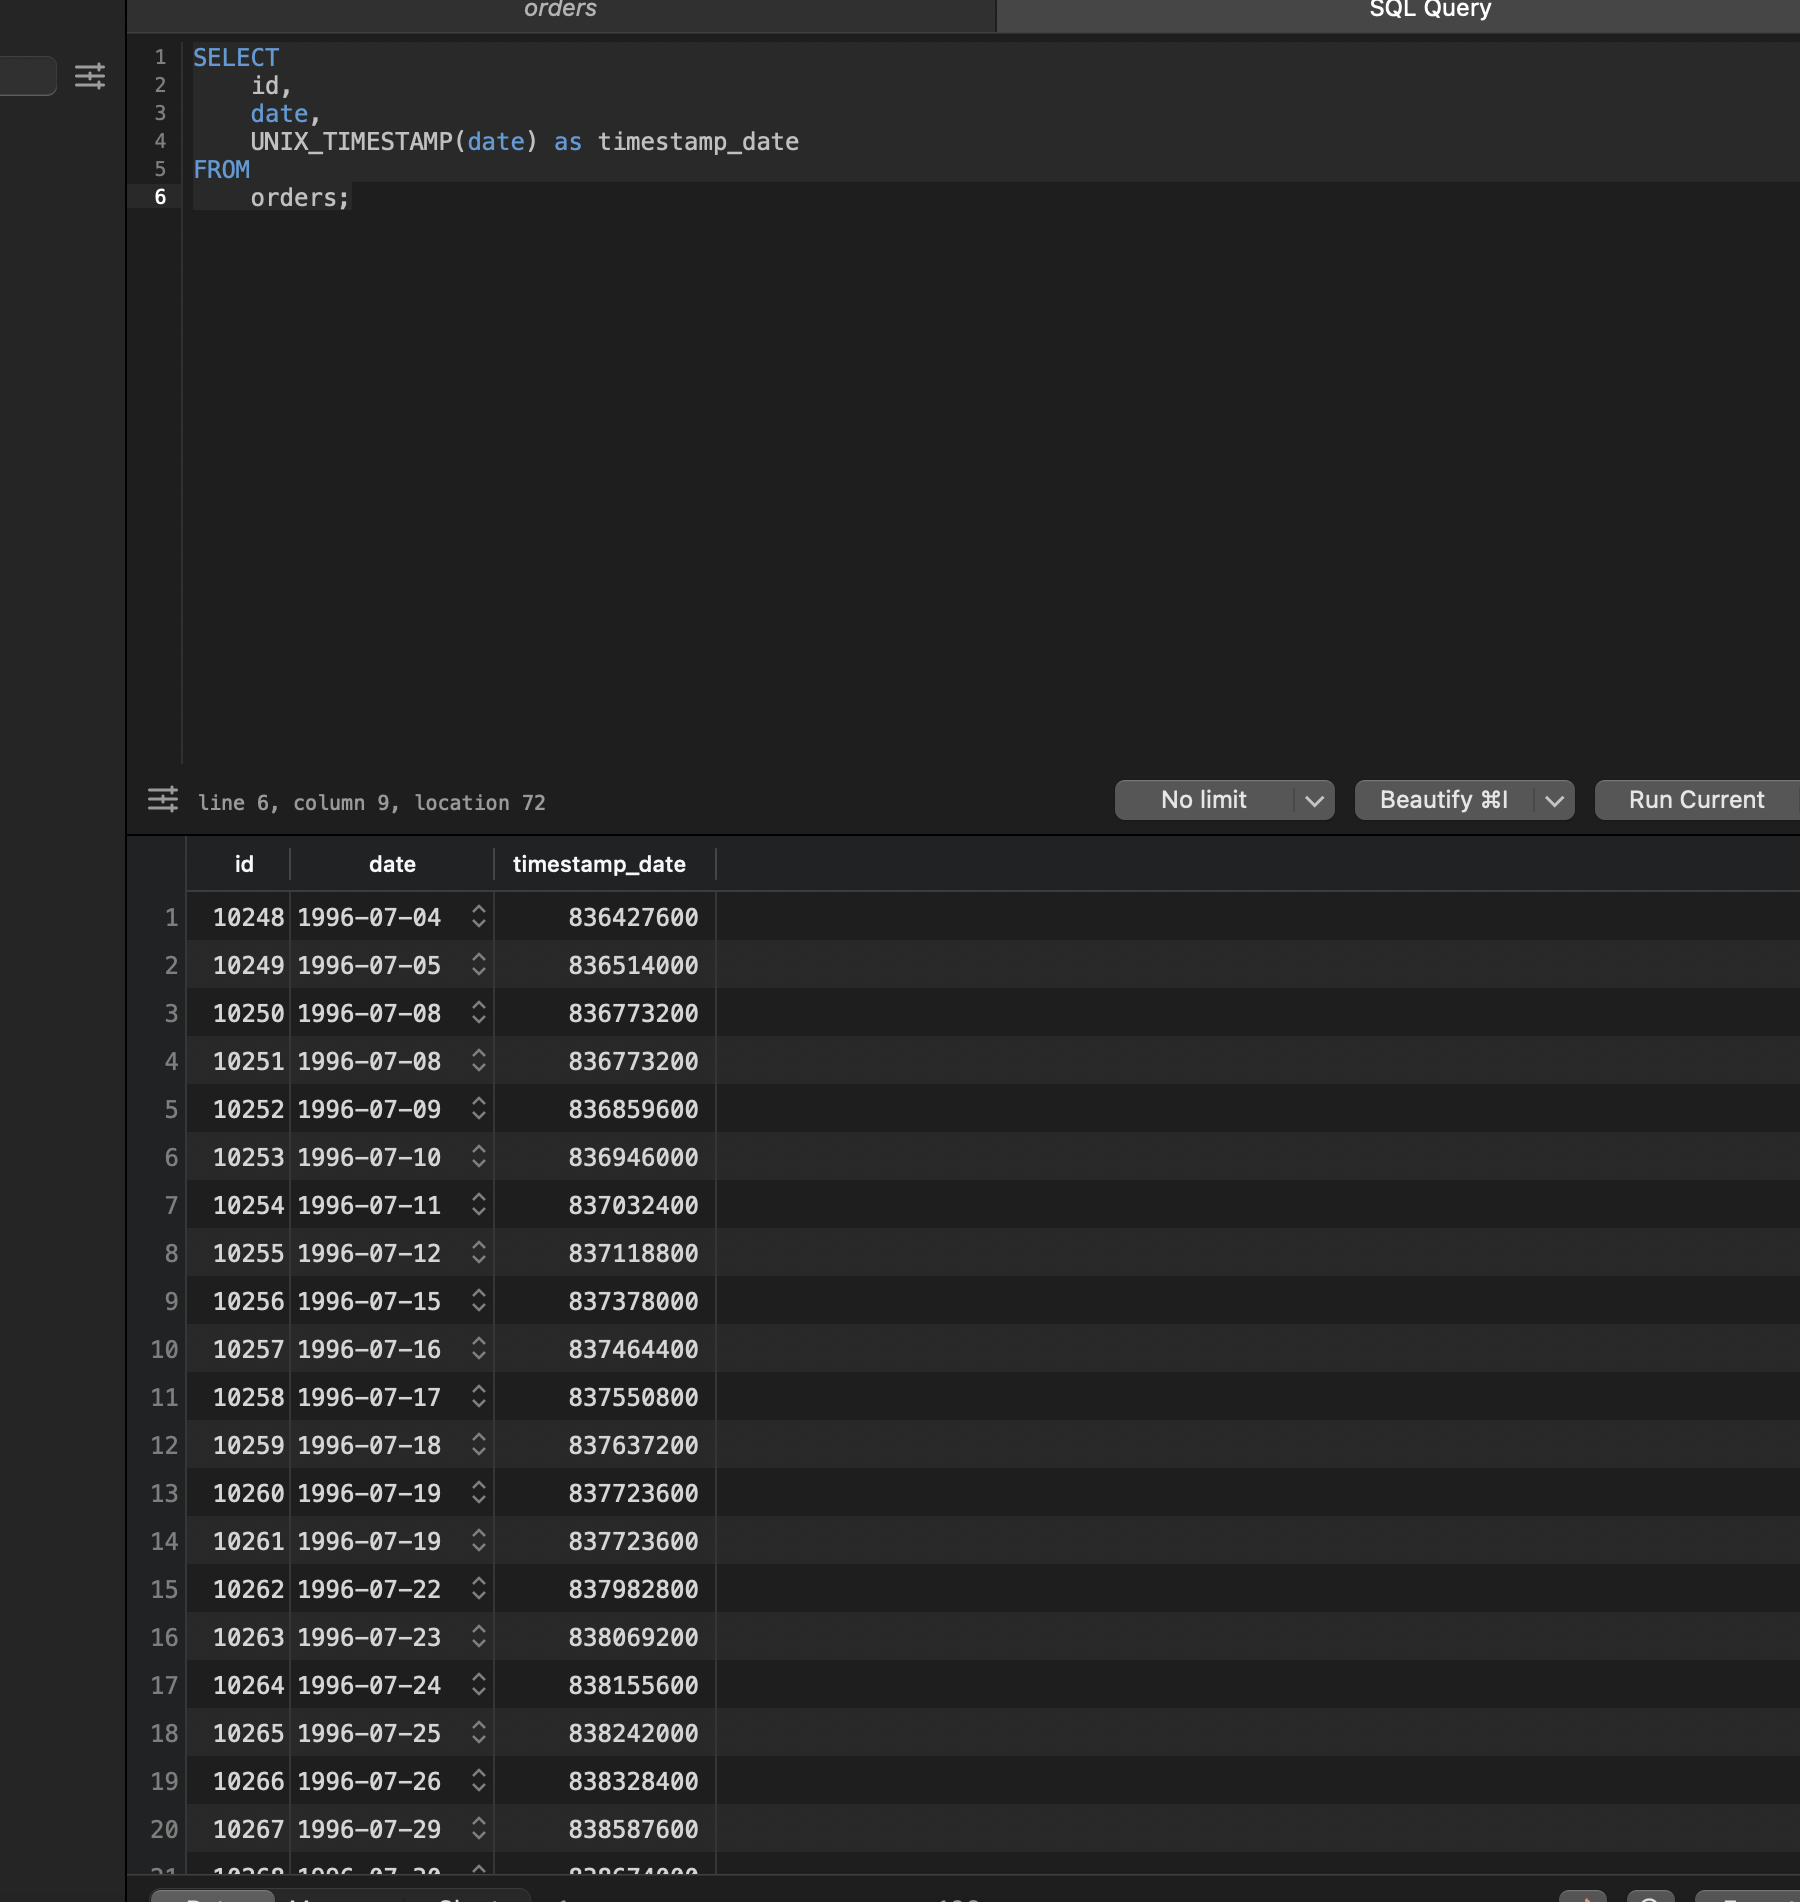 orders
SQL Query
1 SELECT
2 id,
3 date,
4 UNIX_TIMESTAMP(date) as timestamp_date
5 FROM
6 orders;
line 6, column 9, location 72
No limit
Beautify ⌘I
Run Current
id date timestamp_date
1 10248 1996-07-04 836427600
2 10249 1996-07-05 836514000
3 10250 1996-07-08 836773200
4 10251 1996-07-08 836773200
5 10252 1996-07-09 836859600
6 10253 1996-07-10 836946000
7 10254 1996-07-11 837032400
8 10255 1996-07-12 837118800
9 10256 1996-07-15 837378000
10 10257 1996-07-16 837464400
11 10258 1996-07-17 837550800
12 10259 1996-07-18 837637200
13 10260 1996-07-19 837723600
14 10261 1996-07-19 837723600
15 10262 1996-07-22 837982800
16 10263 1996-07-23 838069200
17 10264 1996-07-24 838155600
18 10265 1996-07-25 838242000
19 10266 1996-07-26 838328400
20 10267 1996-07-29 838587600
21 10268 1996-07-30 838674000